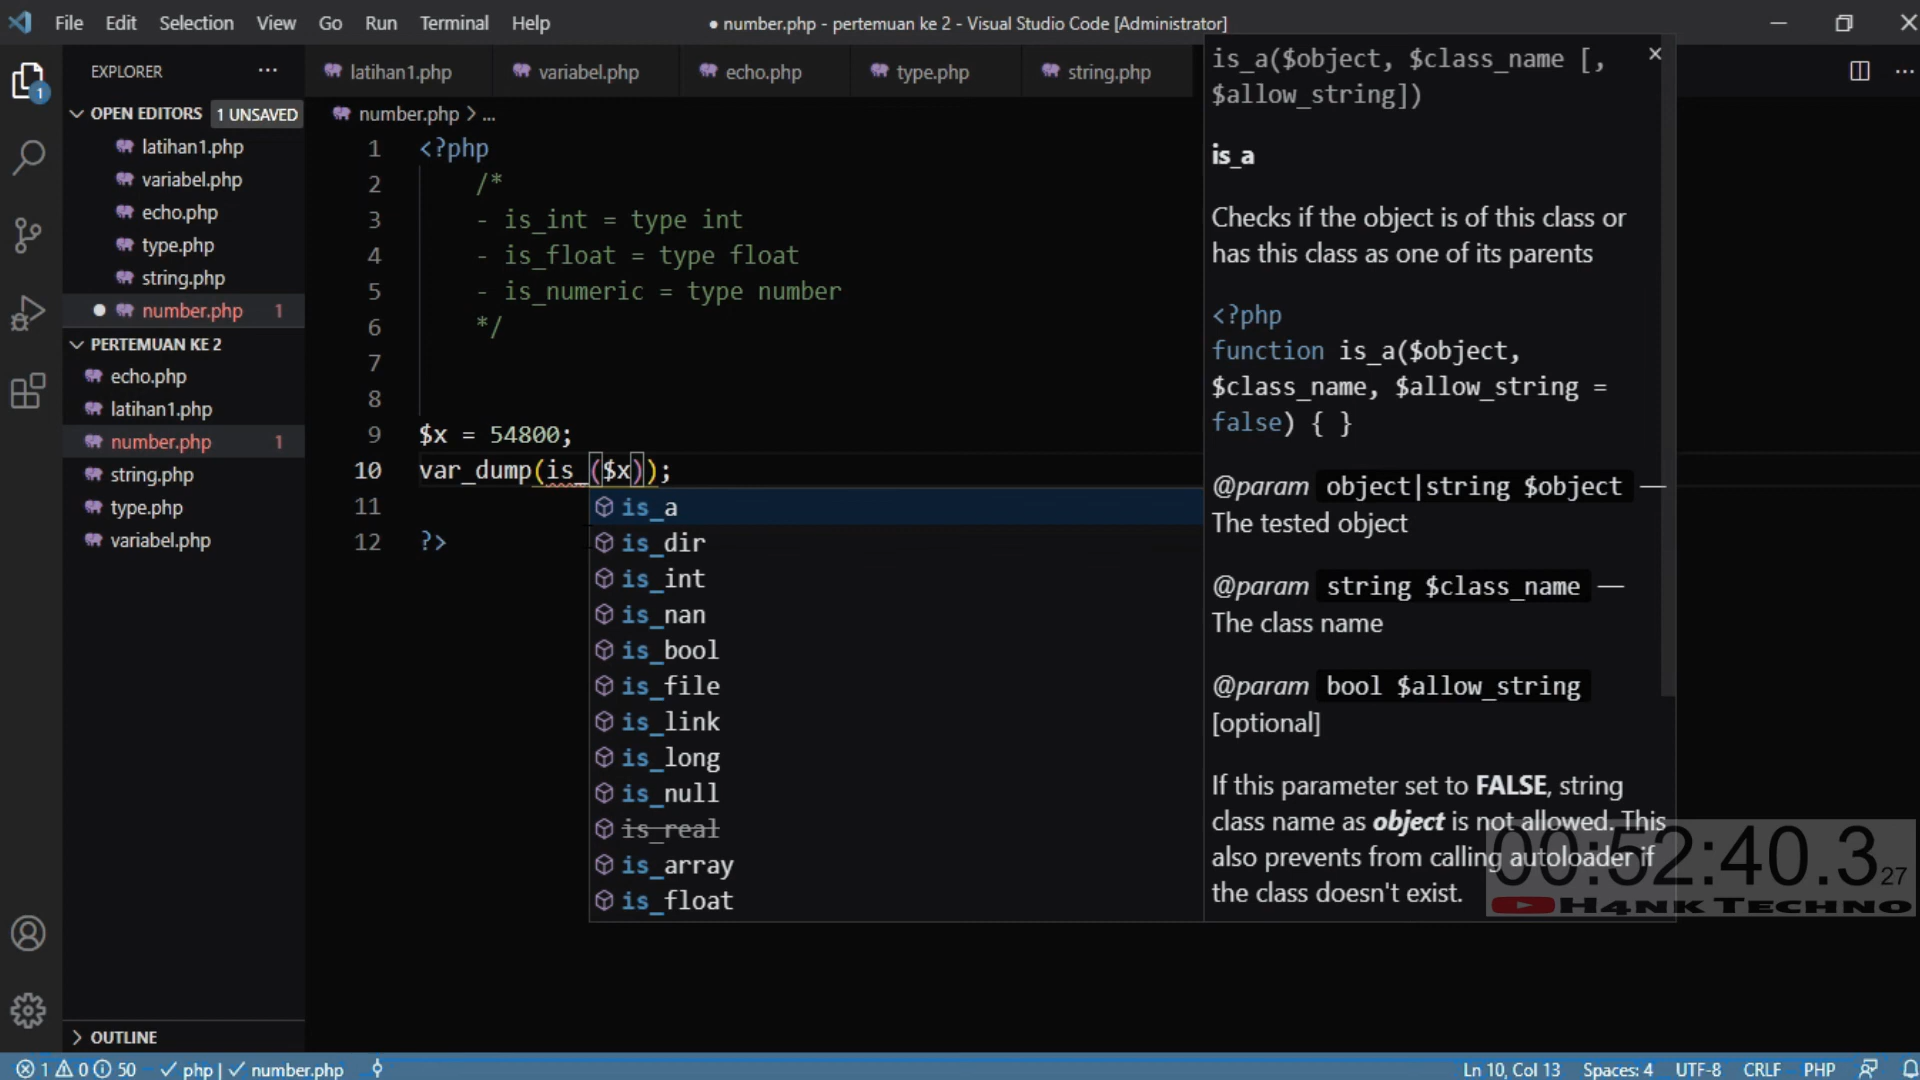 File Edit Selection View Go Run Terminal Help
● number.php - pertemuan ke 2 - Visual Studio Code [Administrator]
EXPLORER
1
OPEN EDITORS 1 UNSAVED
latihan1.php
variabel.php
echo.php
type.php
string.php
number.php 1
PERTEMUAN KE 2
echo.php
latihan1.php
number.php 1
string.php
type.php
variabel.php
OUTLINE
latihan1.php variabel.php echo.php type.php string.php
number.php > ...
1 <?php
2 /*
3 - is_int = type int
4 - is_float = type float
5 - is_numeric = type number
6 */
7
8
9 $x = 54800;
10 var_dump(is_($x));
11
12 ?>
is_a
is_dir
is_int
is_nan
is_bool
is_file
is_link
is_long
is_null
is_real
is_array
is_float
is_a($object, $class_name [,
$allow_string])
is_a
Checks if the object is of this class or
has this class as one of its parents
<?php
function is_a($object,
$class_name, $allow_string =
false) { }
@param object|string $object —
The tested object
@param string $class_name —
The class name
@param bool $allow_string
[optional]
If this parameter set to FALSE, string
class name as object is not allowed. This
also prevents from calling autoloader if
the class doesn't exist.
00:52:40.3 27
H4NK TECHNO
1 0 50 php | number.php
Ln 10, Col 13 Spaces: 4 UTF-8 CRLF PHP